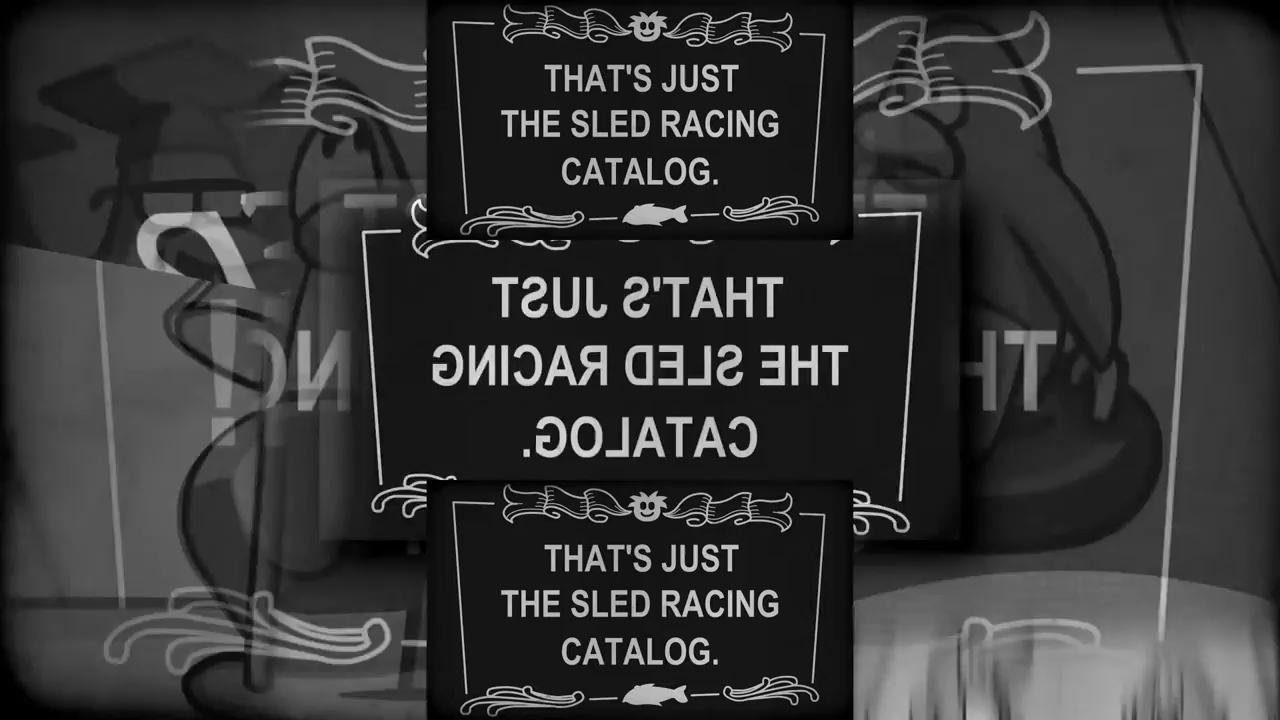 THAT'S JUST
THE SLED RACING
CATALOG.
THAT'S JUST
THE SLED RACING
CATALOG.
THAT'S JUST
THE SLED RACING
CATALOG.